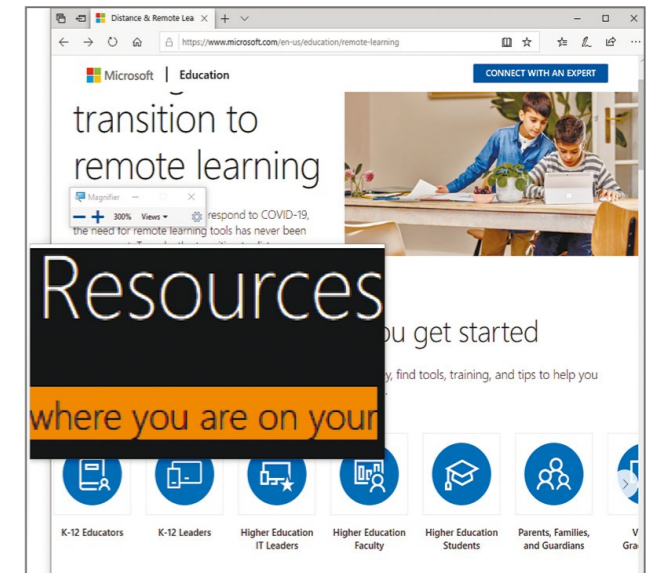 Distance & Remote Lea
https://www.microsoft.com/en-us/education/remote-learning
Microsoft | Education
CONNECT WITH AN EXPERT
transition to
remote learning
Magnifier
300% Views
respond to COVID-19,
the need for remote learning tools has never been
Resources
where you are on your
ou get started
y, find tools, training, and tips to help you
K-12 Educators
K-12 Leaders
Higher Education
IT Leaders
Higher Education
Faculty
Higher Education
Students
Parents, Families,
and Guardians
V
Gra